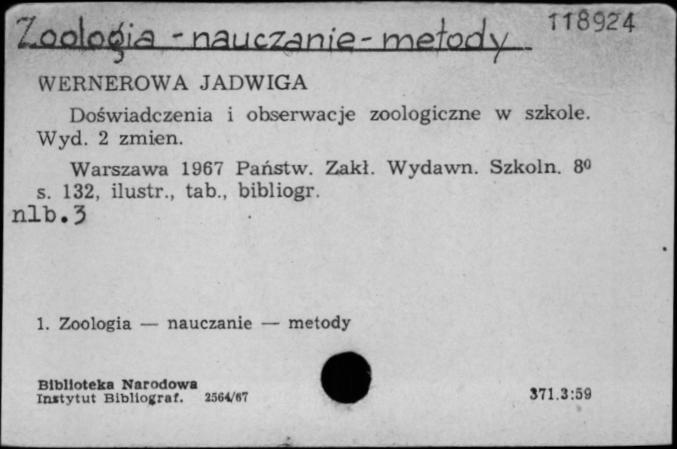 Zoologia - nauczanie - metody 118924
WERNEROWA JADWIGA
Doświadczenia i obserwacje zoologiczne w szkole.
Wyd. 2 zmien.
Warszawa 1967 Państw. Zakł. Wydawn. Szkoln. 8⁰
s. 132, ilustr., tab., bibliogr.
nlb. 3
1. Zoologia — nauczanie — metody
Biblioteka Narodowa
Instytut Bibliograf. 2564/67
371.3:59